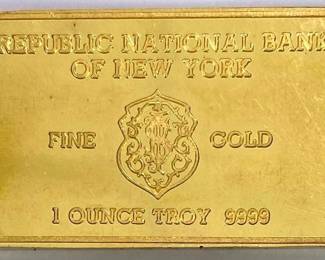 REPUBLIC NATIONAL BANK
OF NEW YORK
FINE GOLD
1 OUNCE TROY 9999